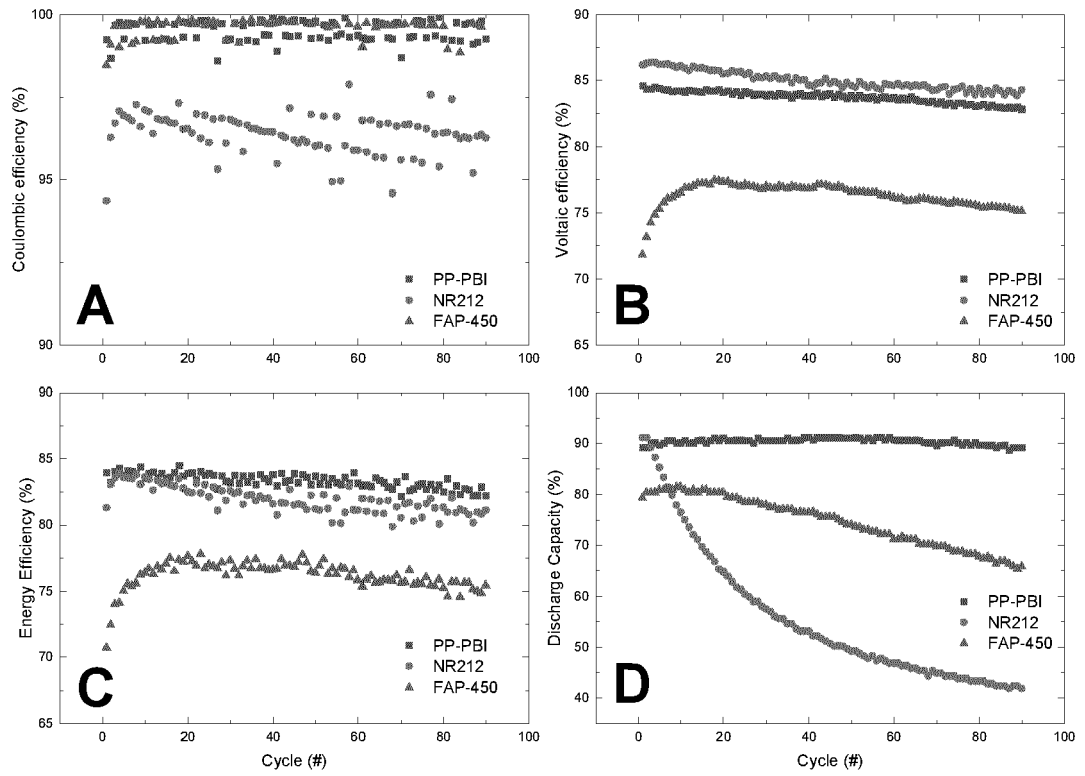 100
95
90
Coulombic efficiency (%)
0
20
40
60
80
100
A
PP-PBI
NR212
FAP-450
90
85
80
75
70
65
Voltaic efficiency (%)
0
20
40
60
80
100
B
PP-PBI
NR212
FAP-450
90
85
80
75
70
65
Energy Efficiency (%)
0
20
40
60
80
100
Cycle (#)
C
PP-PBI
NR212
FAP-450
100
90
80
70
60
50
40
Discharge Capacity (%)
0
20
40
60
80
100
Cycle (#)
D
PP-PBI
NR212
FAP-450